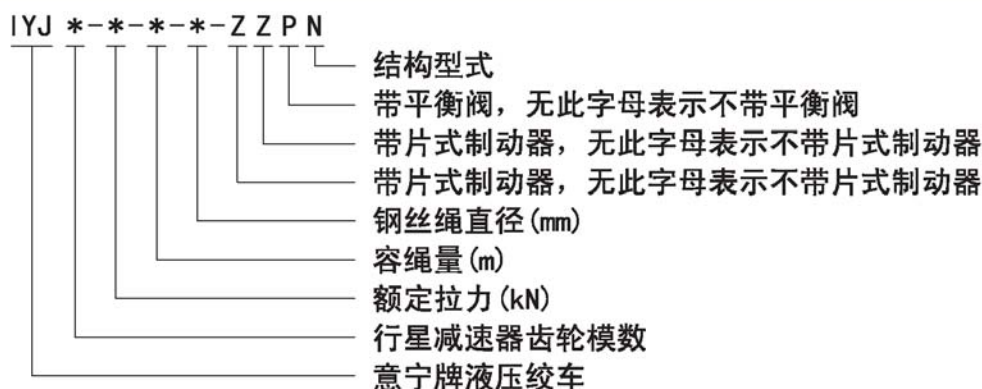 IYJ *-*-*-*-Z Z P N
结构型式
带平衡阀，无此字母表示不带平衡阀
带片式制动器，无此字母表示不带片式制动器
带片式制动器，无此字母表示不带片式制动器
钢丝绳直径(mm)
容绳量(m)
额定拉力(kN)
行星减速器齿轮模数
意宁牌液压绞车